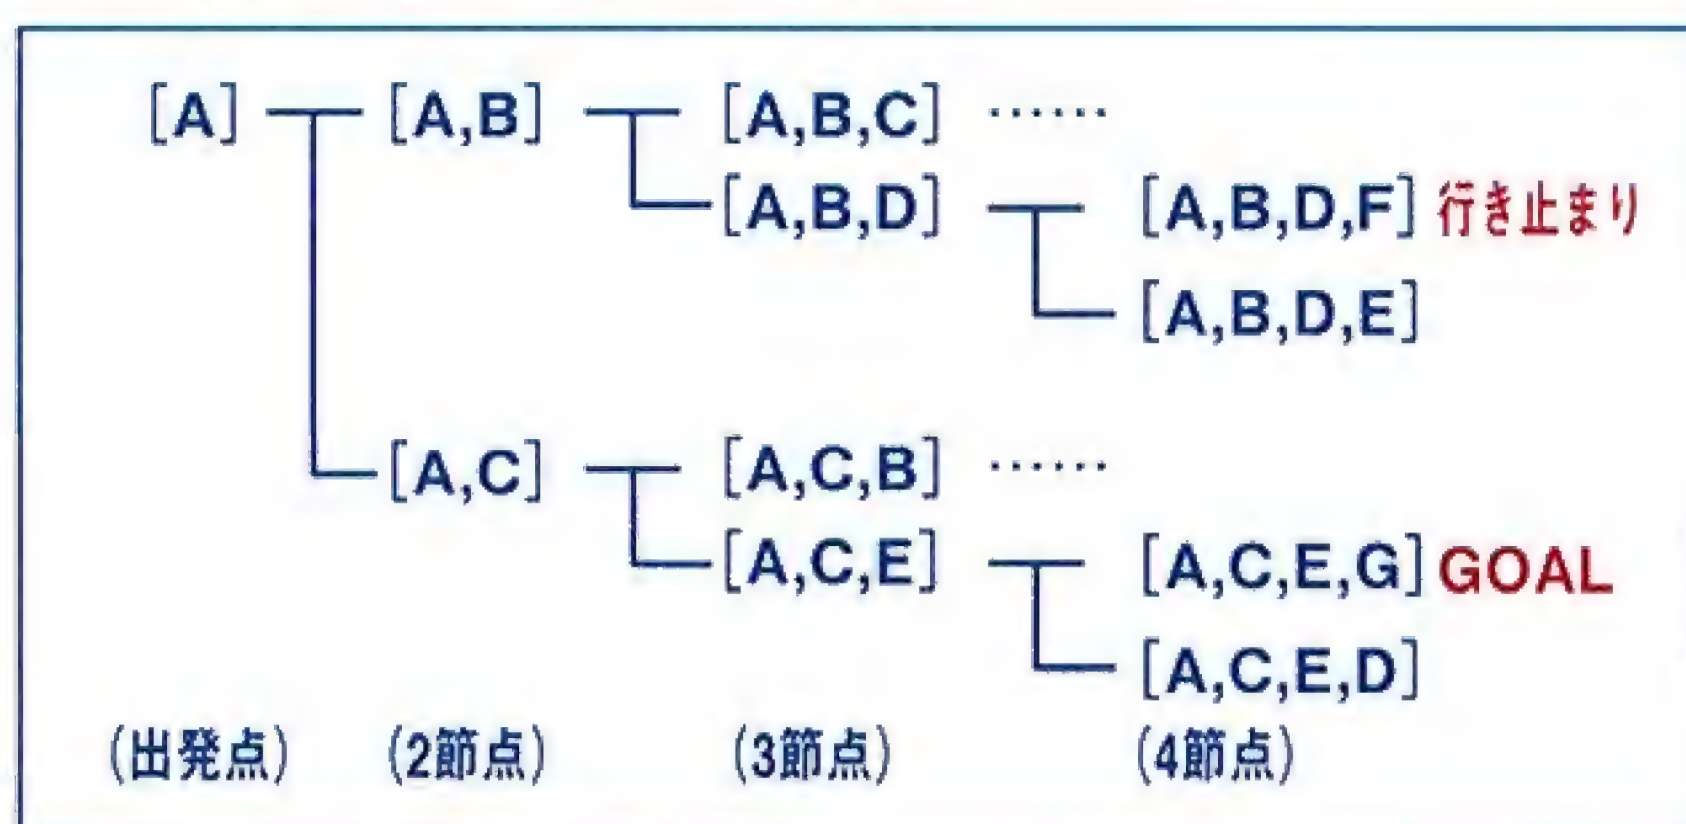 [A] [A,B] [A,B,C] ……
[A,B,D] [A,B,D,F] 行き止まり
[A,B,D,E]
[A,C] [A,C,B] ……
[A,C,E] [A,C,E,G] GOAL
[A,C,E,D]
(出発点) (2節点) (3節点) (4節点)